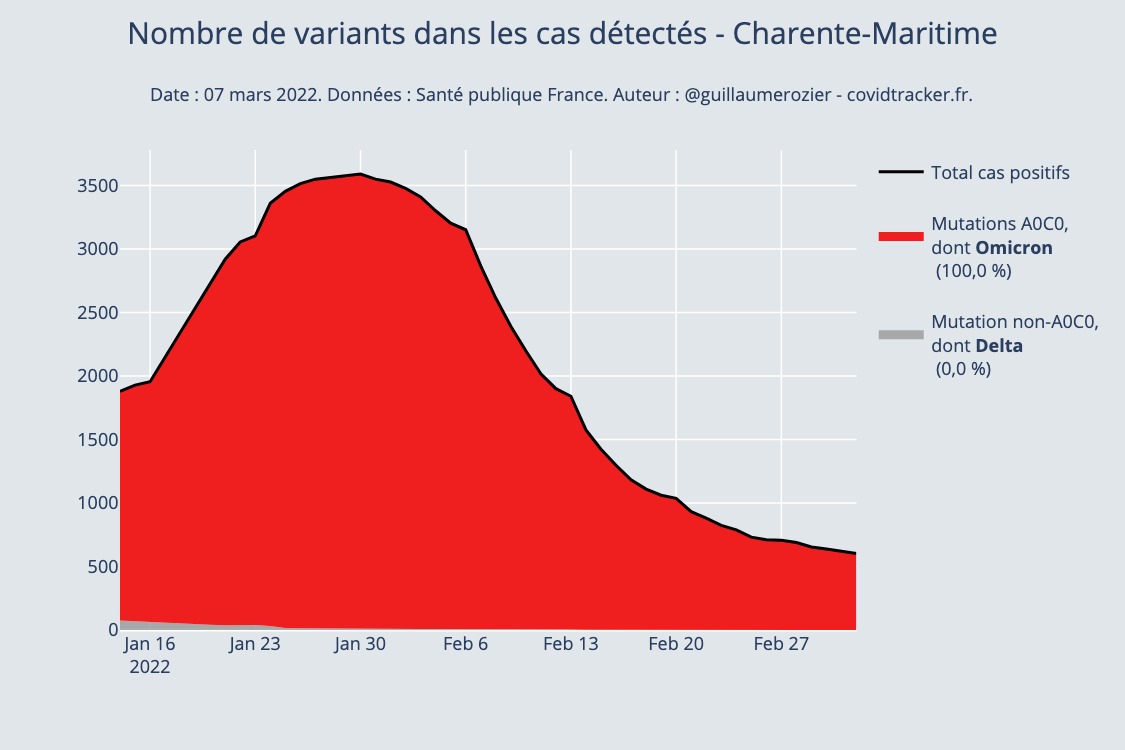 Nombre de variants dans les cas détectés - Charente-Maritime
Date : 07 mars 2022. Données : Santé publique France. Auteur : @guillaumerozier - covidtracker.fr.
3500
3000
2500
2000
1500
1000
500
0
Jan 16
2022
Jan 23
Jan 30
Feb 6
Feb 13
Feb 20
Feb 27
Total cas positifs
Mutations A0C0,
dont Omicron
(100,0 %)
Mutation non-A0C0,
dont Delta
(0,0 %)